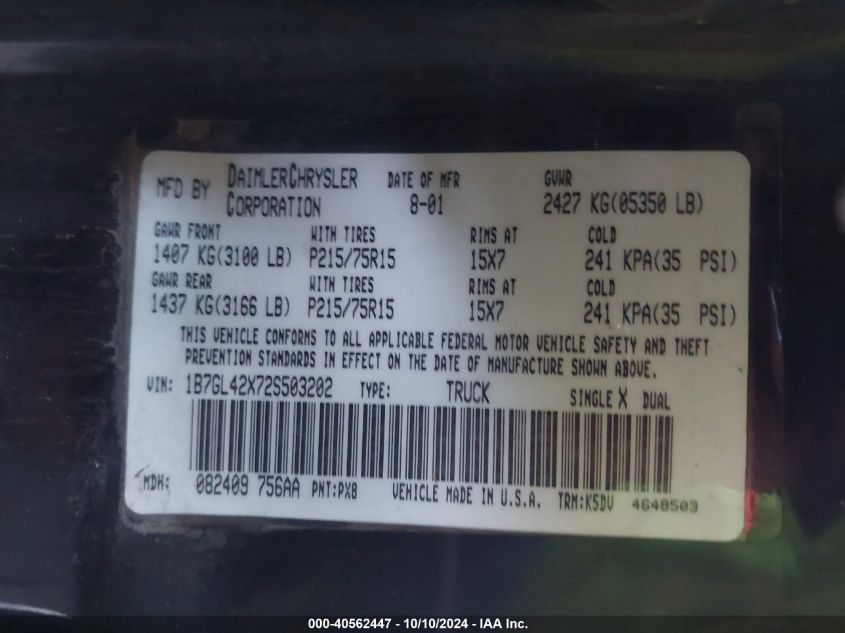 MFD BY DAIMLERCHRYSLER CORPORATION DATE OF MFR 8-01 GVWR 2427 KG(05350 LB)
GAWR FRONT WITH TIRES RIMS AT COLD
1407 KG(3100 LB) P215/75R15 15X7 241 KPA(35 PSI)
GAWR REAR WITH TIRES RIMS AT COLD
1437 KG(3166 LB) P215/75R15 15X7 241 KPA(35 PSI)
THIS VEHICLE CONFORMS TO ALL APPLICABLE FEDERAL MOTOR VEHICLE SAFETY AND THEFT
PREVENTION STANDARDS IN EFFECT ON THE DATE OF MANUFACTURE SHOWN ABOVE.
VIN: 1B7GL42X72S503202 TYPE: TRUCK SINGLE X DUAL
MDH: 082409 756AA PNT:PX8 VEHICLE MADE IN U.S.A. TRM:K5DV 4648503
000-40562447 - 10/10/2024 - IAA Inc.